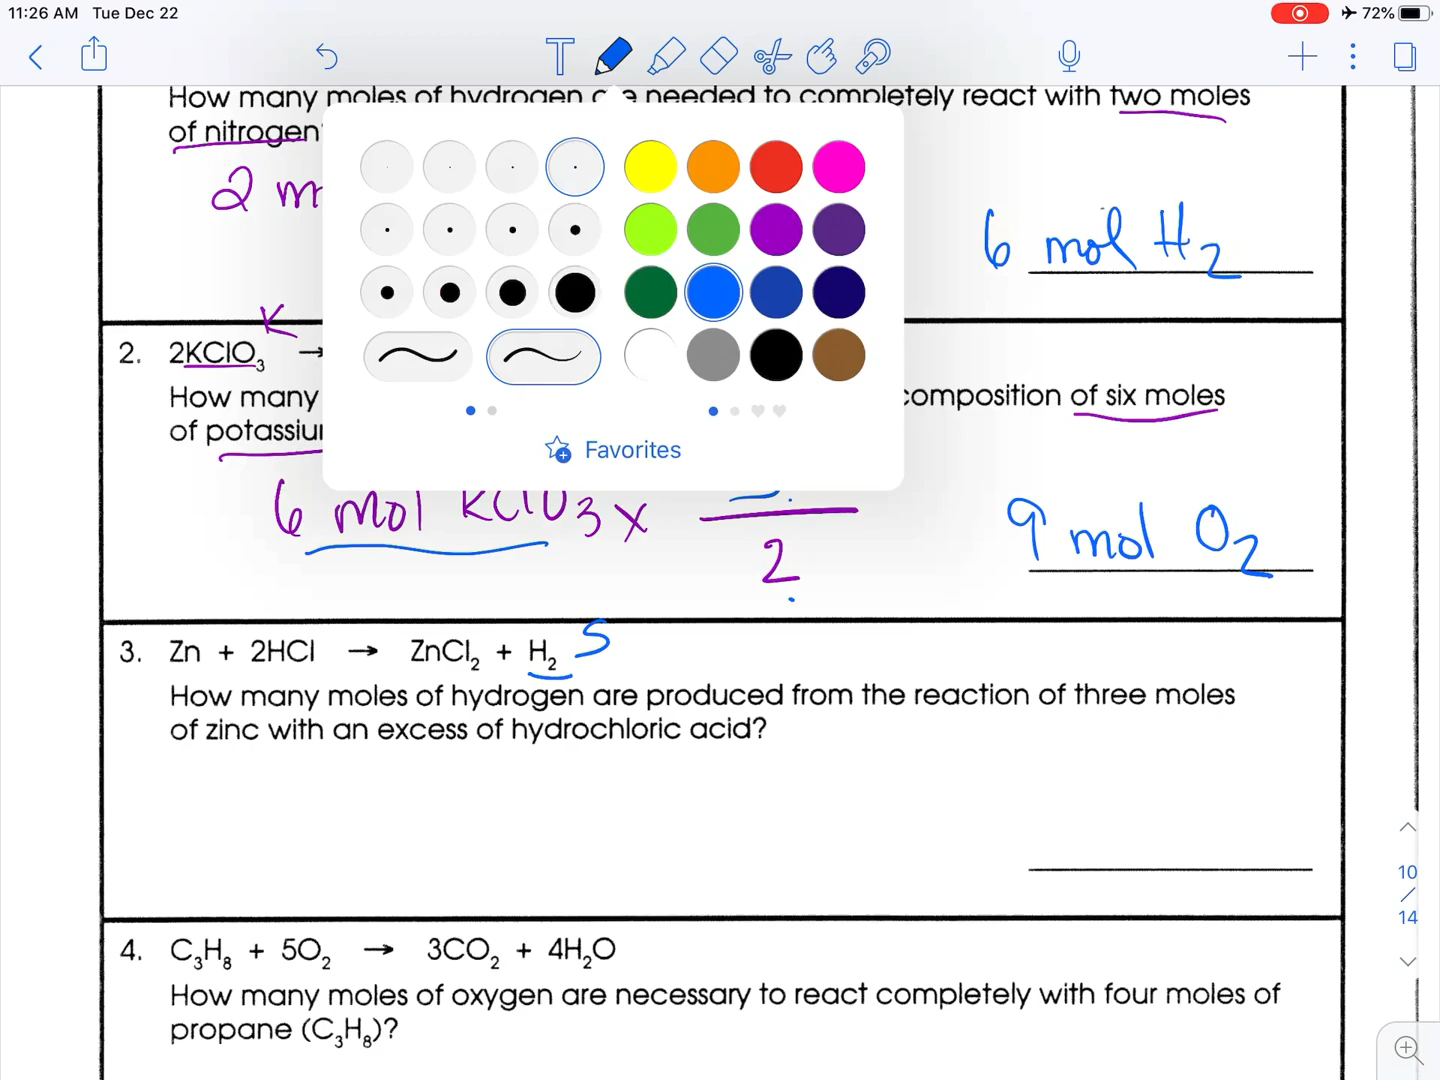 11:26 AM Tue Dec 22
72%
How many moles of hydrogen are needed to completely react with two moles
of nitrogen
2 m
6 mol H₂
K
2. 2KClO₃ →
How many composition of six moles
of potassiu
Favorites
6 mol KClO₃ x
2
9 mol O₂
3. Zn + 2HCl → ZnCl₂ + H₂ S
How many moles of hydrogen are produced from the reaction of three moles
of zinc with an excess of hydrochloric acid?
10
/
14
4. C₃H₈ + 5O₂ → 3CO₂ + 4H₂O
How many moles of oxygen are necessary to react completely with four moles of
propane (C₃H₈)?